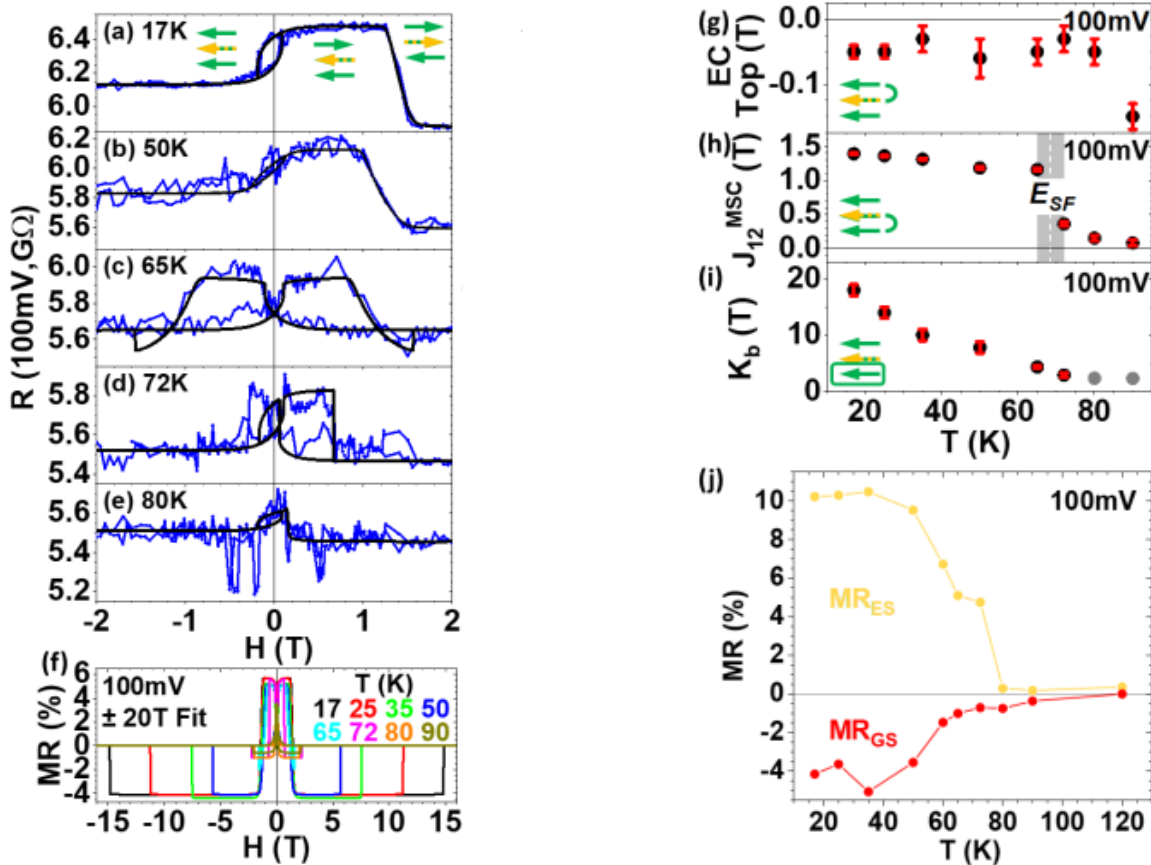 (a) 17K
6.4
6.2
6.0
(b) 50K
6.2
6.0
5.8
5.6
(c) 65K
6.0
5.8
5.6
(d) 72K
5.8
5.6
5.4
(e) 80K
5.6
5.4
5.2
R (100mV,GΩ)
-2 -1 0 1 2
H (T)
(f)
100mV
± 20T Fit
T (K)
17 25 35 50
65 72 80 90
6
4
2
0
-2
-4
MR (%)
-15 -10 -5 0 5 10 15
H (T)
(g)
100mV
0.0
-0.1
EC
Top (T)
(h)
100mV
1.5
1.0
0.5
0.0
J12MSC (T)
ESF
(i)
100mV
20
10
0
Kb (T)
20 40 60 80
T (K)
(j)
100mV
10
8
6
4
2
0
-2
-4
MR (%)
MRES
MRGS
20 40 60 80 100 120
T (K)